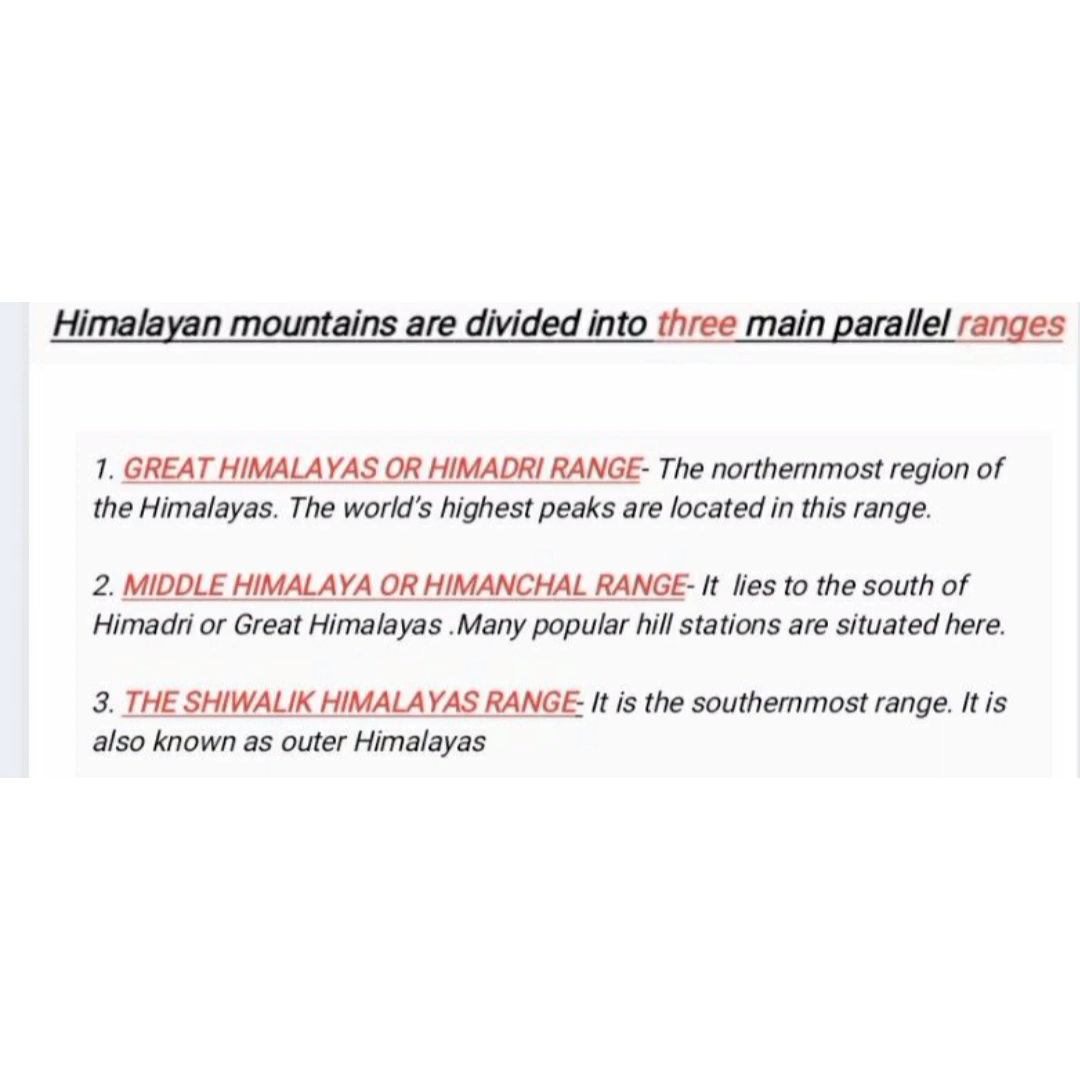 Himalayan mountains are divided into three main parallel ranges
1. GREAT HIMALAYAS OR HIMADRI RANGE- The northernmost region of
the Himalayas. The world's highest peaks are located in this range.
2. MIDDLE HIMALAYA OR HIMANCHAL RANGE- It lies to the south of
Himadri or Great Himalayas .Many popular hill stations are situated here.
3. THE SHIWALIK HIMALAYAS RANGE- It is the southernmost range. It is
also known as outer Himalayas